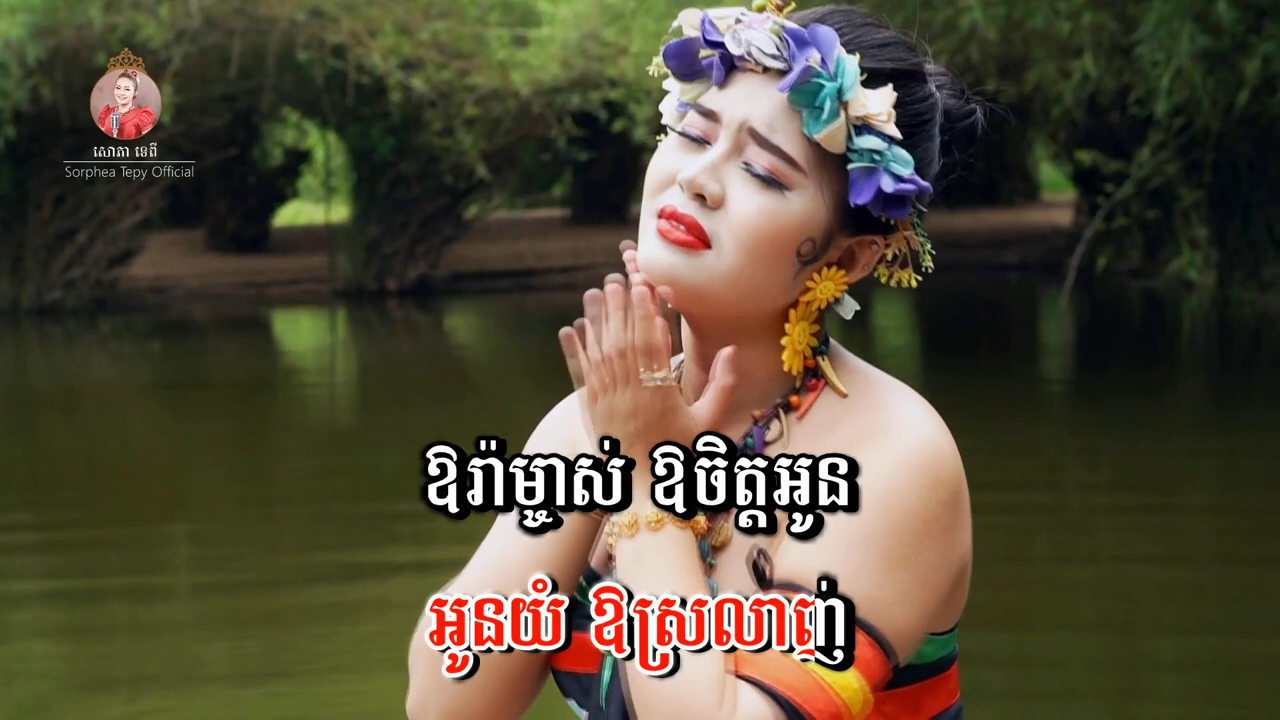 សោភា ទេពី
Sorphea Tepy Official
ឱរ៉ាម្ចាស់ ឱចិត្តអូន
អូនយំ ឱស្រលាញ់